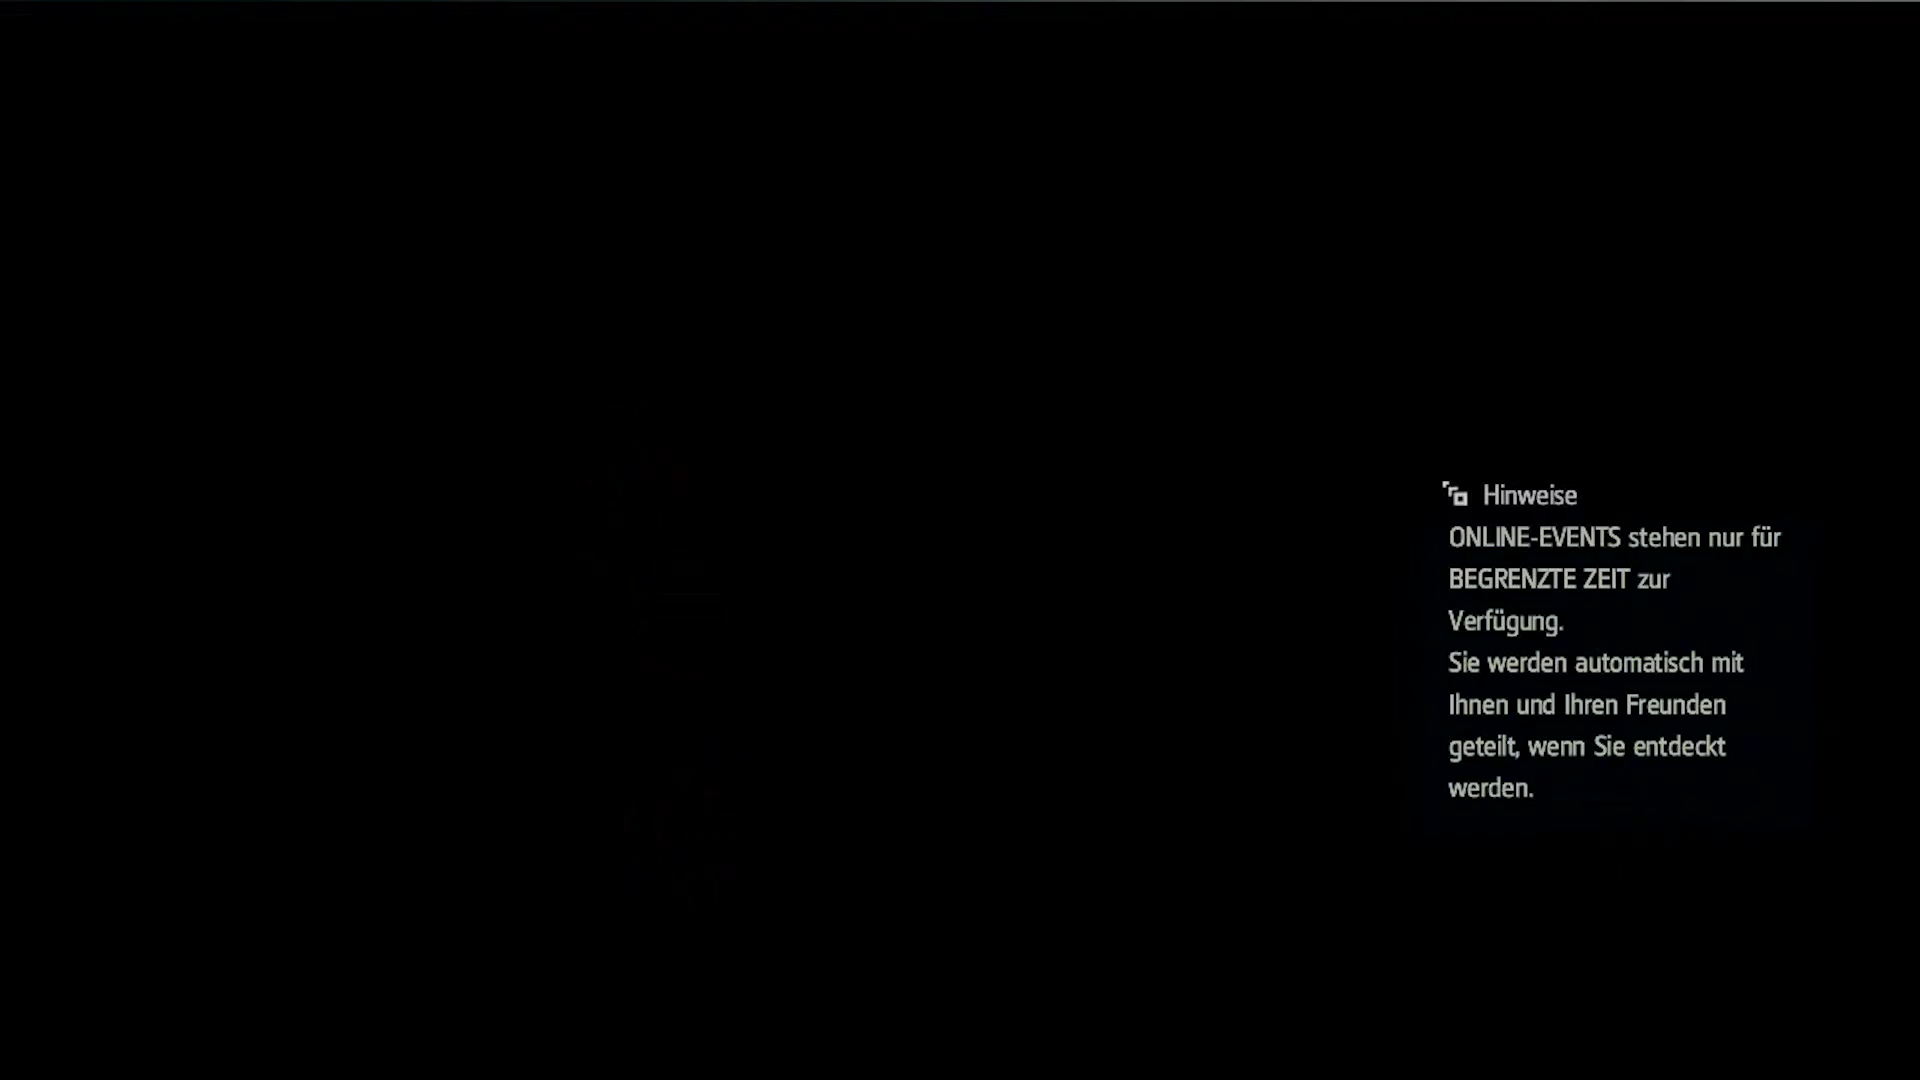 Hinweise
ONLINE-EVENTS stehen nur für
BEGRENZTE ZEIT zur
Verfügung.
Sie werden automatisch mit
Ihnen und Ihren Freunden
geteilt, wenn Sie entdeckt
werden.